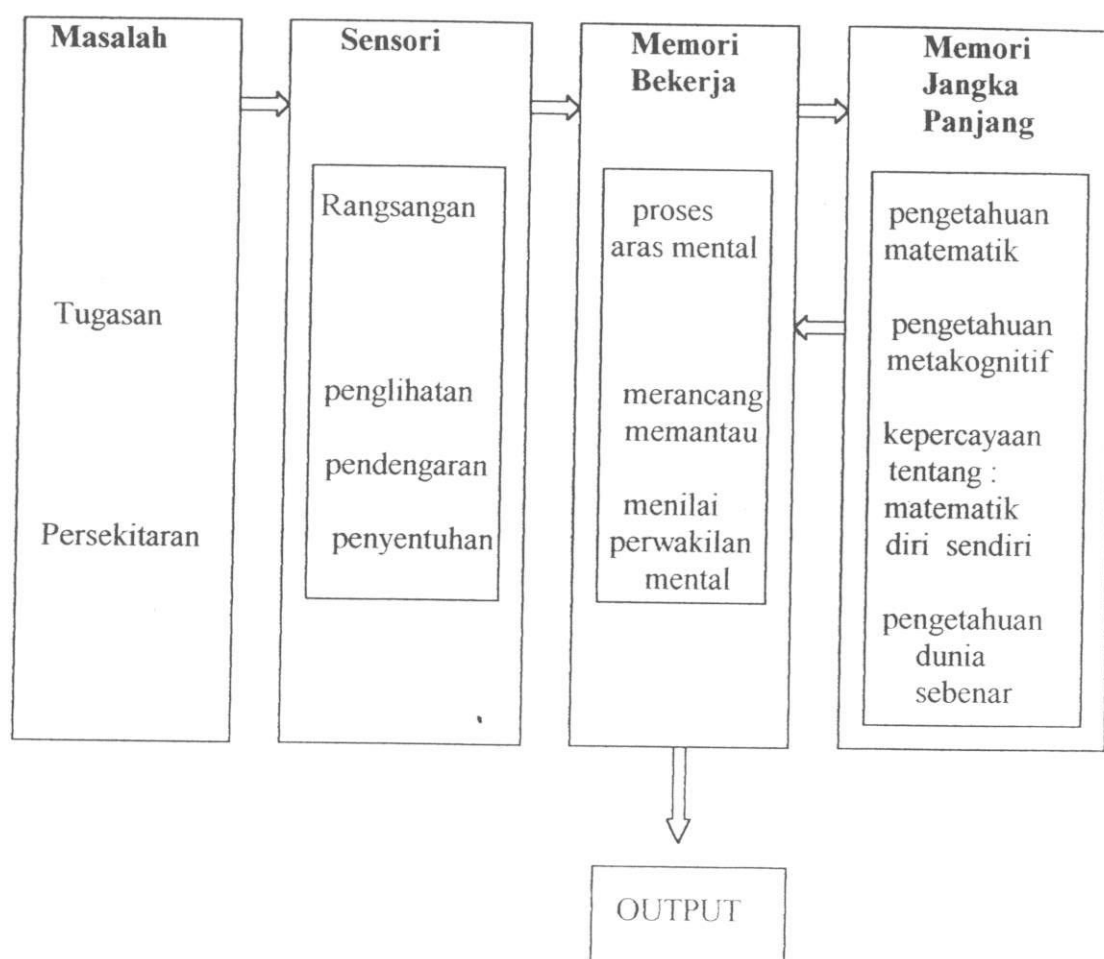 Masalah
Tugasan
Persekitaran
Sensori
Rangsangan
penglihatan
pendengaran
penyentuhan
Memori
Bekerja
proses
aras mental
merancang
memantau
menilai
perwakilan
mental
Memori
Jangka
Panjang
pengetahuan
matematik
pengetahuan
metakognitif
kepercayaan
tentang :
matematik
diri sendiri
pengetahuan
dunia
sebenar
OUTPUT